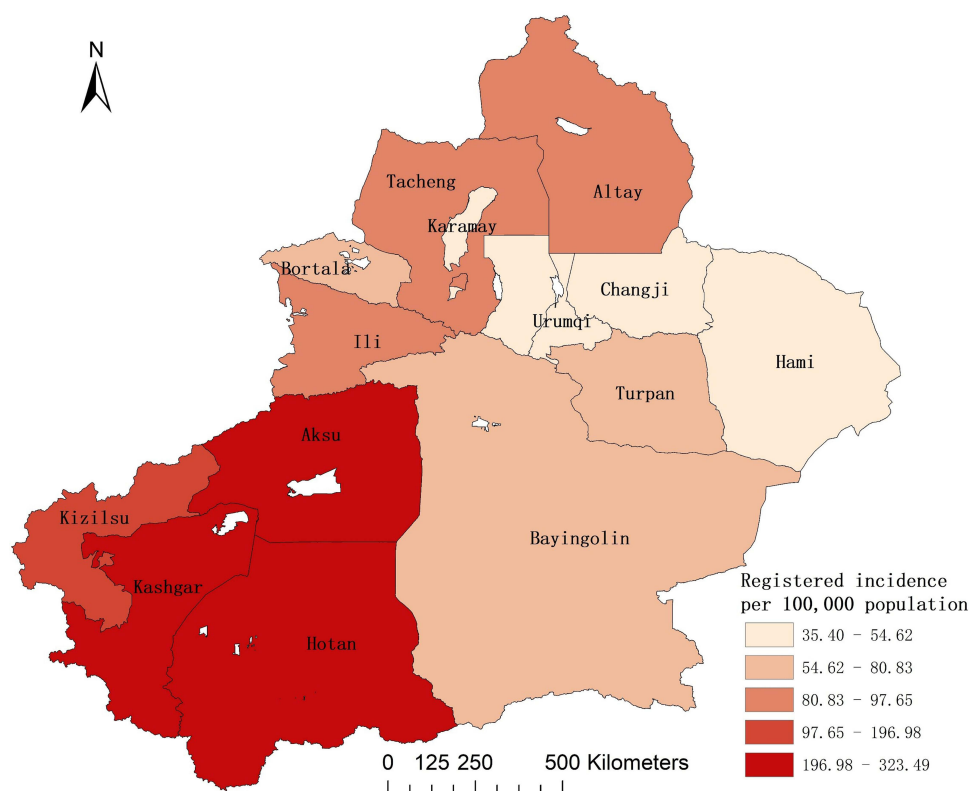 N
Tacheng
Altay
Karamay
Bortala
Changji
Urumqi
Ili
Hami
Turpan
Aksu
Kizilsu
Bayingolin
Kashgar
Hotan
Registered incidence
per 100,000 population
35.40 - 54.62
54.62 - 80.83
80.83 - 97.65
97.65 - 196.98
196.98 - 323.49
0 125 250 500 Kilometers